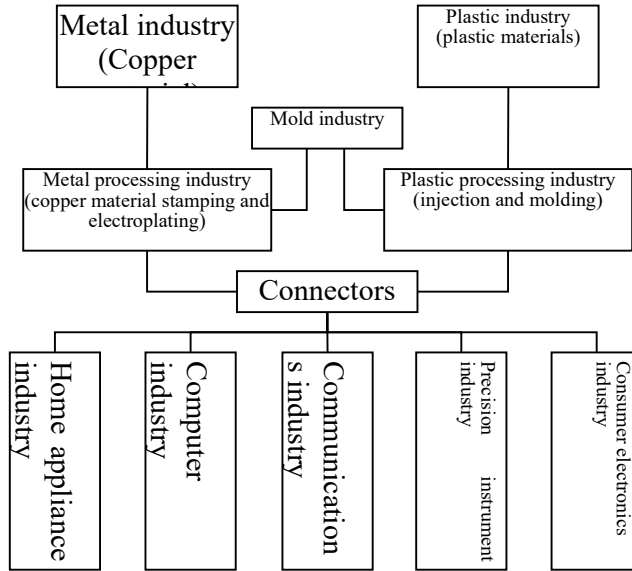 Metal industry
(Copper
Plastic industry
(plastic materials)
Mold industry
Metal processing industry
(copper material stamping and
electroplating)
Plastic processing industry
(injection and molding)
Connectors
Home appliance
industry
Computer
industry
Communication
s industry
Precision instrument
industry
Consumer electronics
industry